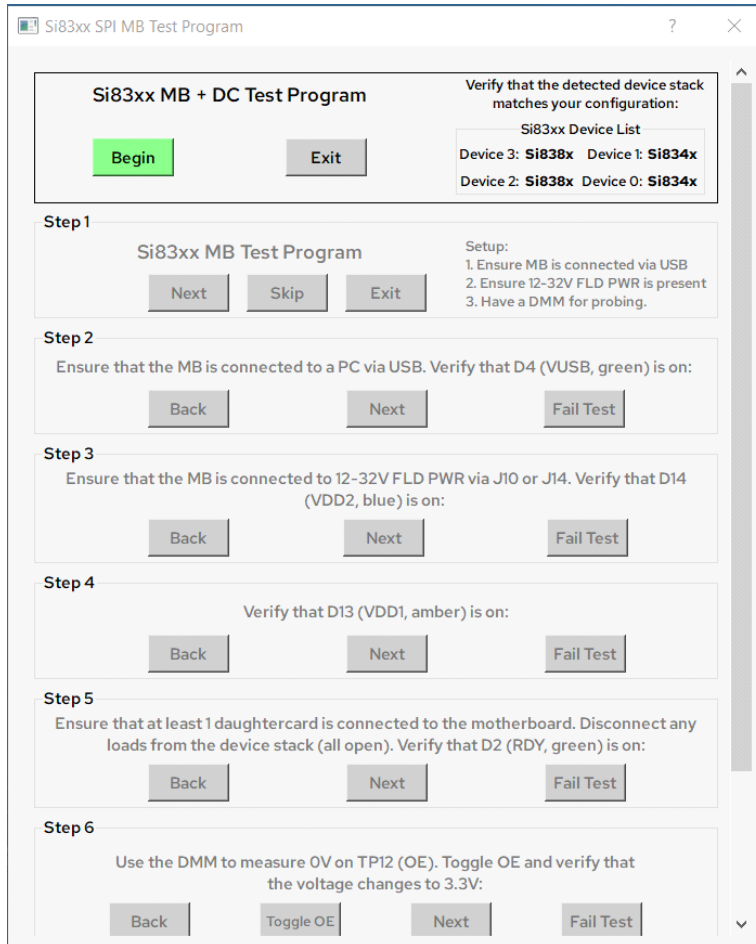 Si83xx SPI MB Test Program
?
Si83xx MB + DC Test Program
Begin
Exit
Verify that the detected device stack
matches your configuration:
Si83xx Device List
Device 3: Si838x Device 1: Si834x
Device 2: Si838x Device 0: Si834x
Step 1
Si83xx MB Test Program
Next
Skip
Exit
Setup:
1. Ensure MB is connected via USB
2. Ensure 12-32V FLD PWR is present
3. Have a DMM for probing.
Step 2
Ensure that the MB is connected to a PC via USB. Verify that D4 (VUSB, green) is on:
Back
Next
Fail Test
Step 3
Ensure that the MB is connected to 12-32V FLD PWR via J10 or J14. Verify that D14
(VDD2, blue) is on:
Back
Next
Fail Test
Step 4
Verify that D13 (VDD1, amber) is on:
Back
Next
Fail Test
Step 5
Ensure that at least 1 daughtercard is connected to the motherboard. Disconnect any
loads from the device stack (all open). Verify that D2 (RDY, green) is on:
Back
Next
Fail Test
Step 6
Use the DMM to measure 0V on TP12 (OE). Toggle OE and verify that
the voltage changes to 3.3V:
Back
Toggle OE
Next
Fail Test